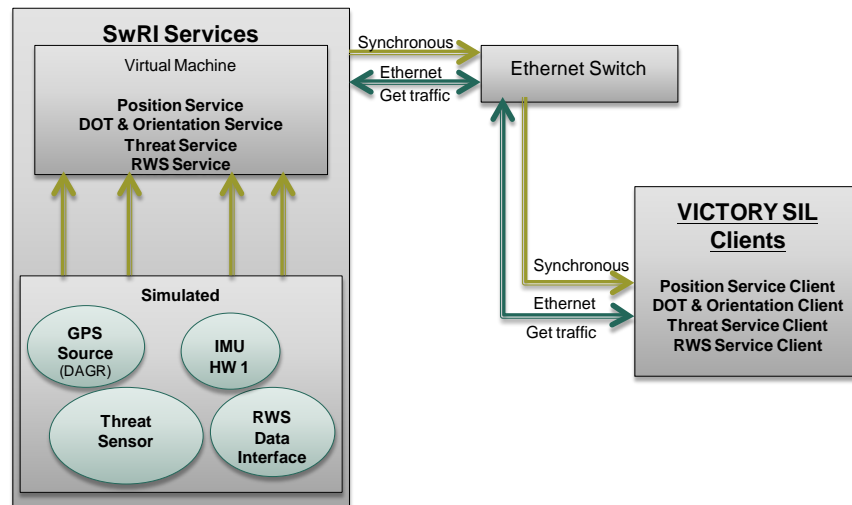 SwRI Services
Virtual Machine
Position Service
DOT & Orientation Service
Threat Service
RWS Service
Simulated
GPS
Source
(DAGR)
IMU
HW 1
Threat
Sensor
RWS
Data
Interface
Synchronous
Ethernet
Get traffic
Ethernet Switch
Synchronous
Ethernet
Get traffic
VICTORY SIL
Clients
Position Service Client
DOT & Orientation Client
Threat Service Client
RWS Service Client